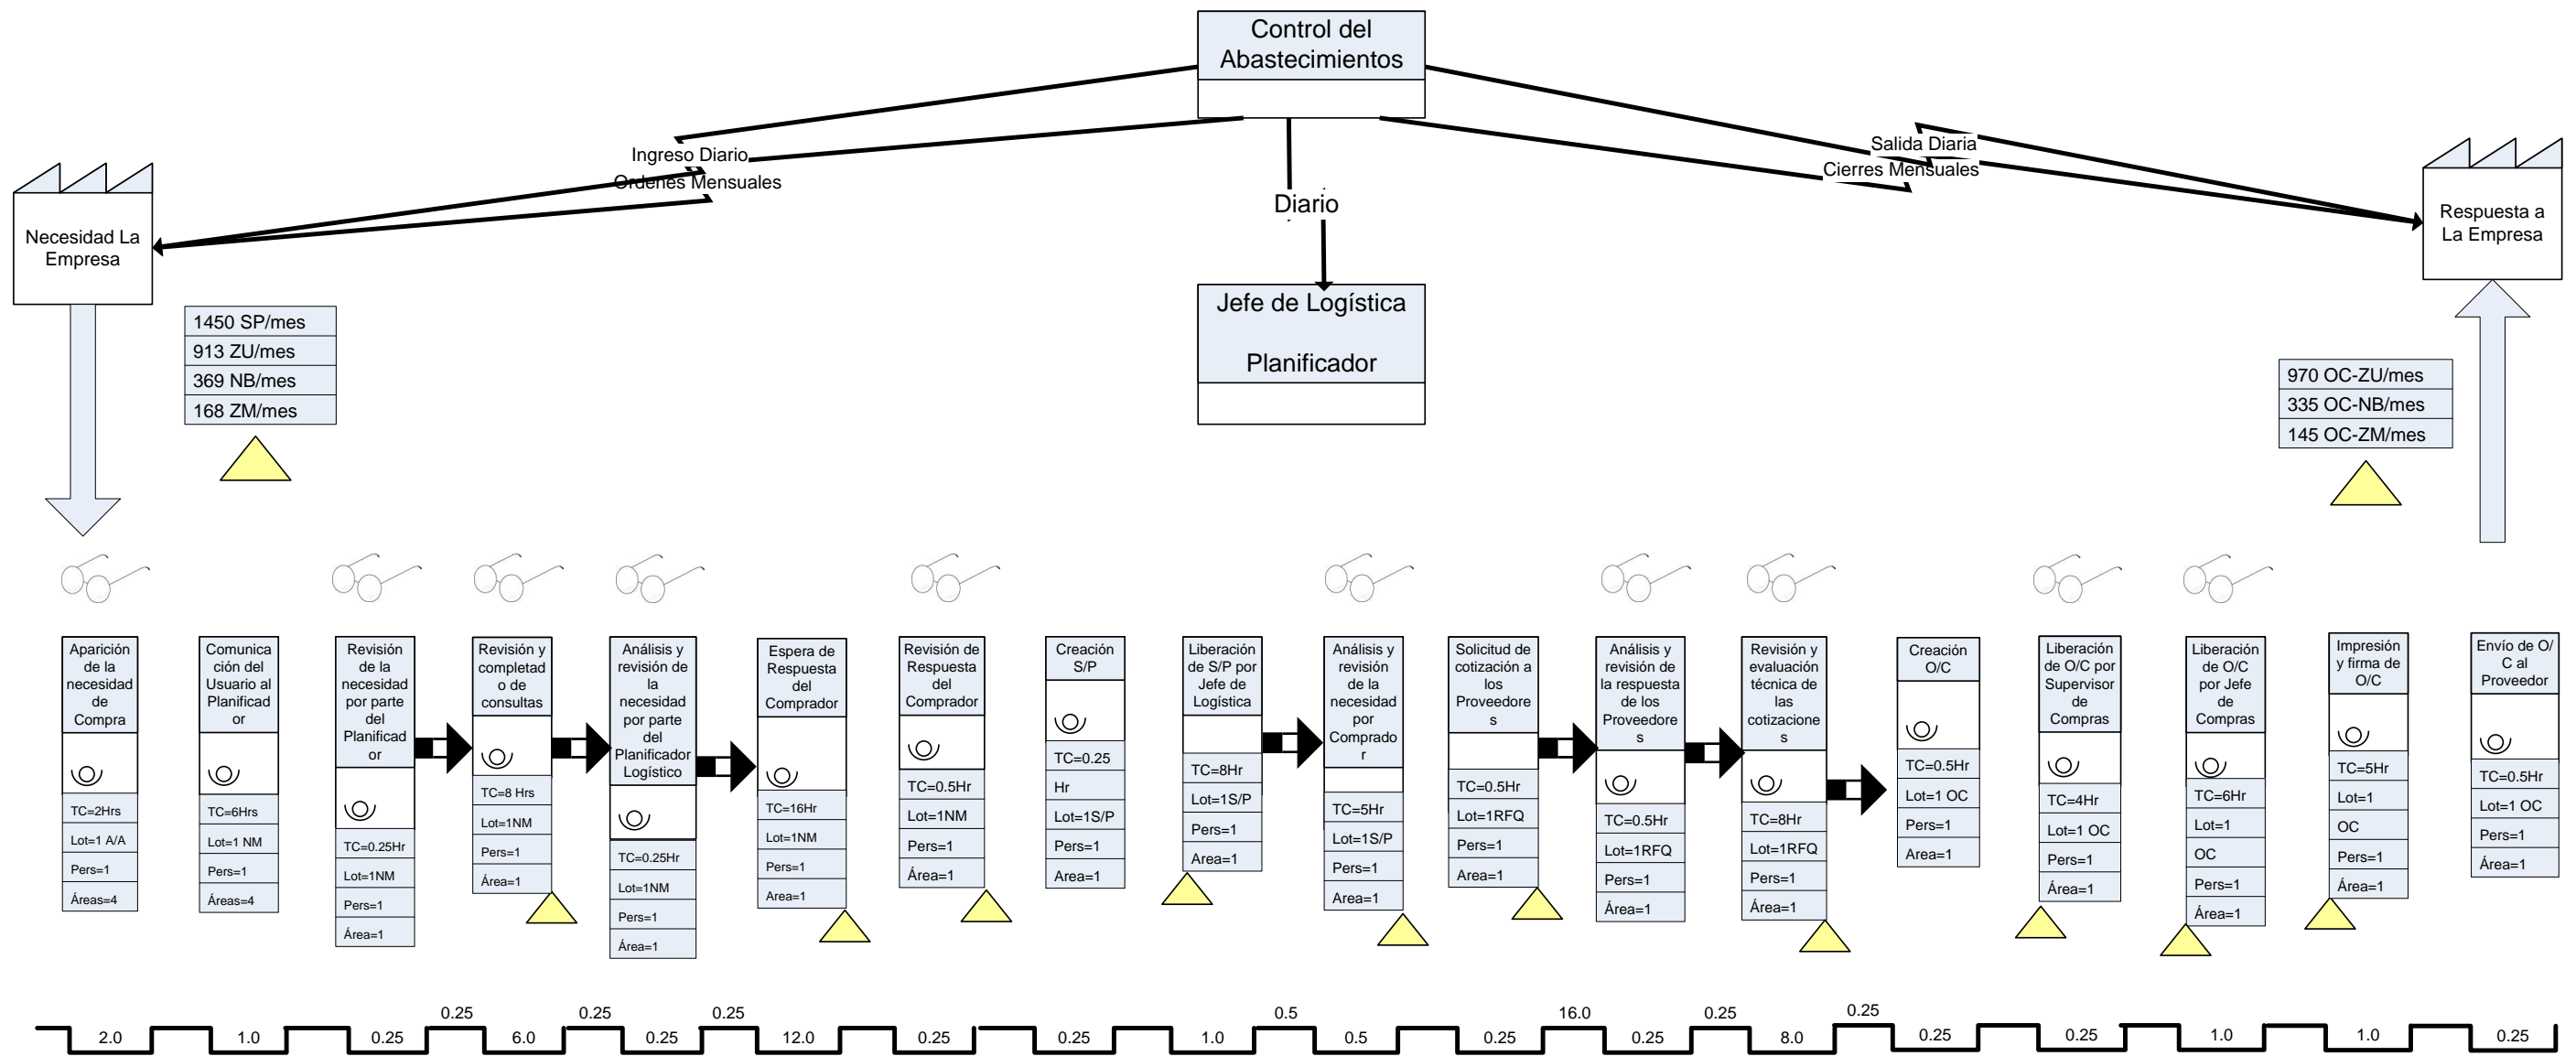 Control del
Abastecimientos
Ingreso Diario
Ordenes Mensuales
Salida Diaria
Cierres Mensuales
Diario
Necesidad La
Empresa
Respuesta a
La Empresa
Jefe de Logística
Planificador
1450 SP/mes
913 ZU/mes
369 NB/mes
168 ZM/mes
970 OC-ZU/mes
335 OC-NB/mes
145 OC-ZM/mes
Aparición
de la
necesidad
de
Compra
TC=2Hrs
Lot=1 A/A
Pers=1
Áreas=4
Comunica
ción del
Usuario al
Planificad
or
TC=6Hrs
Lot=1 NM
Pers=1
Áreas=4
Revisión
de la
necesidad
por parte
del
Planificad
or
TC=0.25Hr
Lot=1NM
Pers=1
Área=1
Revisión y
completad
o de
consultas
TC=8 Hrs
Lot=1NM
Pers=1
Área=1
Análisis y
revisión de
la
necesidad
por parte
del
Planificador
Logístico
TC=0.25Hr
Lot=1NM
Pers=1
Área=1
Espera de
Respuesta
del
Comprador
TC=16Hr
Lot=1NM
Pers=1
Area=1
Revisión de
Respuesta
del
Comprador
TC=0.5Hr
Lot=1NM
Pers=1
Área=1
Creación
S/P
TC=0.25
Hr
Lot=1S/P
Pers=1
Area=1
Liberación
de S/P por
Jefe de
Logística
TC=8Hr
Lot=1S/P
Pers=1
Area=1
Análisis y
revisión
de la
necesidad
por
Comprado
r
TC=5Hr
Lot=1S/P
Pers=1
Area=1
Solicitud de
cotización a
los
Proveedore
s
TC=0.5Hr
Lot=1RFQ
Pers=1
Area=1
Análisis y
revisión de
la respuesta
de los
Proveedore
s
TC=0.5Hr
Lot=1RFQ
Pers=1
Área=1
Revisión y
evaluación
técnica de
las
cotizacione
s
TC=8Hr
Lot=1RFQ
Pers=1
Área=1
Creación
O/C
TC=0.5Hr
Lot=1 OC
Pers=1
Area=1
Liberación
de O/C por
Supervisor
de
Compras
TC=4Hr
Lot=1 OC
Pers=1
Área=1
Liberación
de O/C
por Jefe
de
Compras
TC=6Hr
Lot=1
OC
Pers=1
Área=1
Impresión
y firma de
O/C
TC=5Hr
Lot=1
OC
Pers=1
Área=1
Envío de O/
C al
Proveedor
TC=0.5Hr
Lot=1 OC
Pers=1
Área=1
0.25
0.25
0.25
0.5
16.0
0.25
0.25
2.0
1.0
0.25
6.0
0.25
12.0
0.25
0.25
1.0
0.5
0.25
0.25
8.0
0.25
0.25
1.0
1.0
0.25